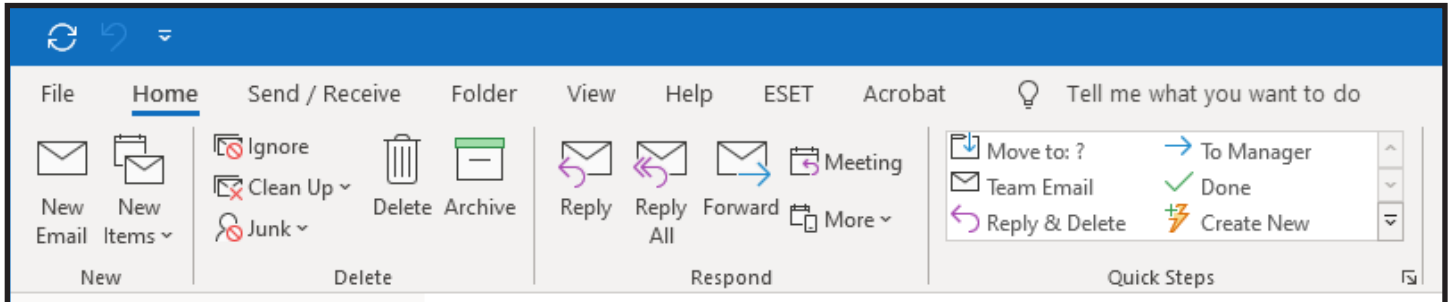 File Home Send / Receive Folder View Help ESET Acrobat Tell me what you want to do
New Email
New Items
New
Ignore
Clean Up
Junk
Delete
Archive
Delete
Reply
Reply All
Forward
Meeting
More
Respond
Move to: ?
Team Email
Reply & Delete
To Manager
Done
Create New
Quick Steps